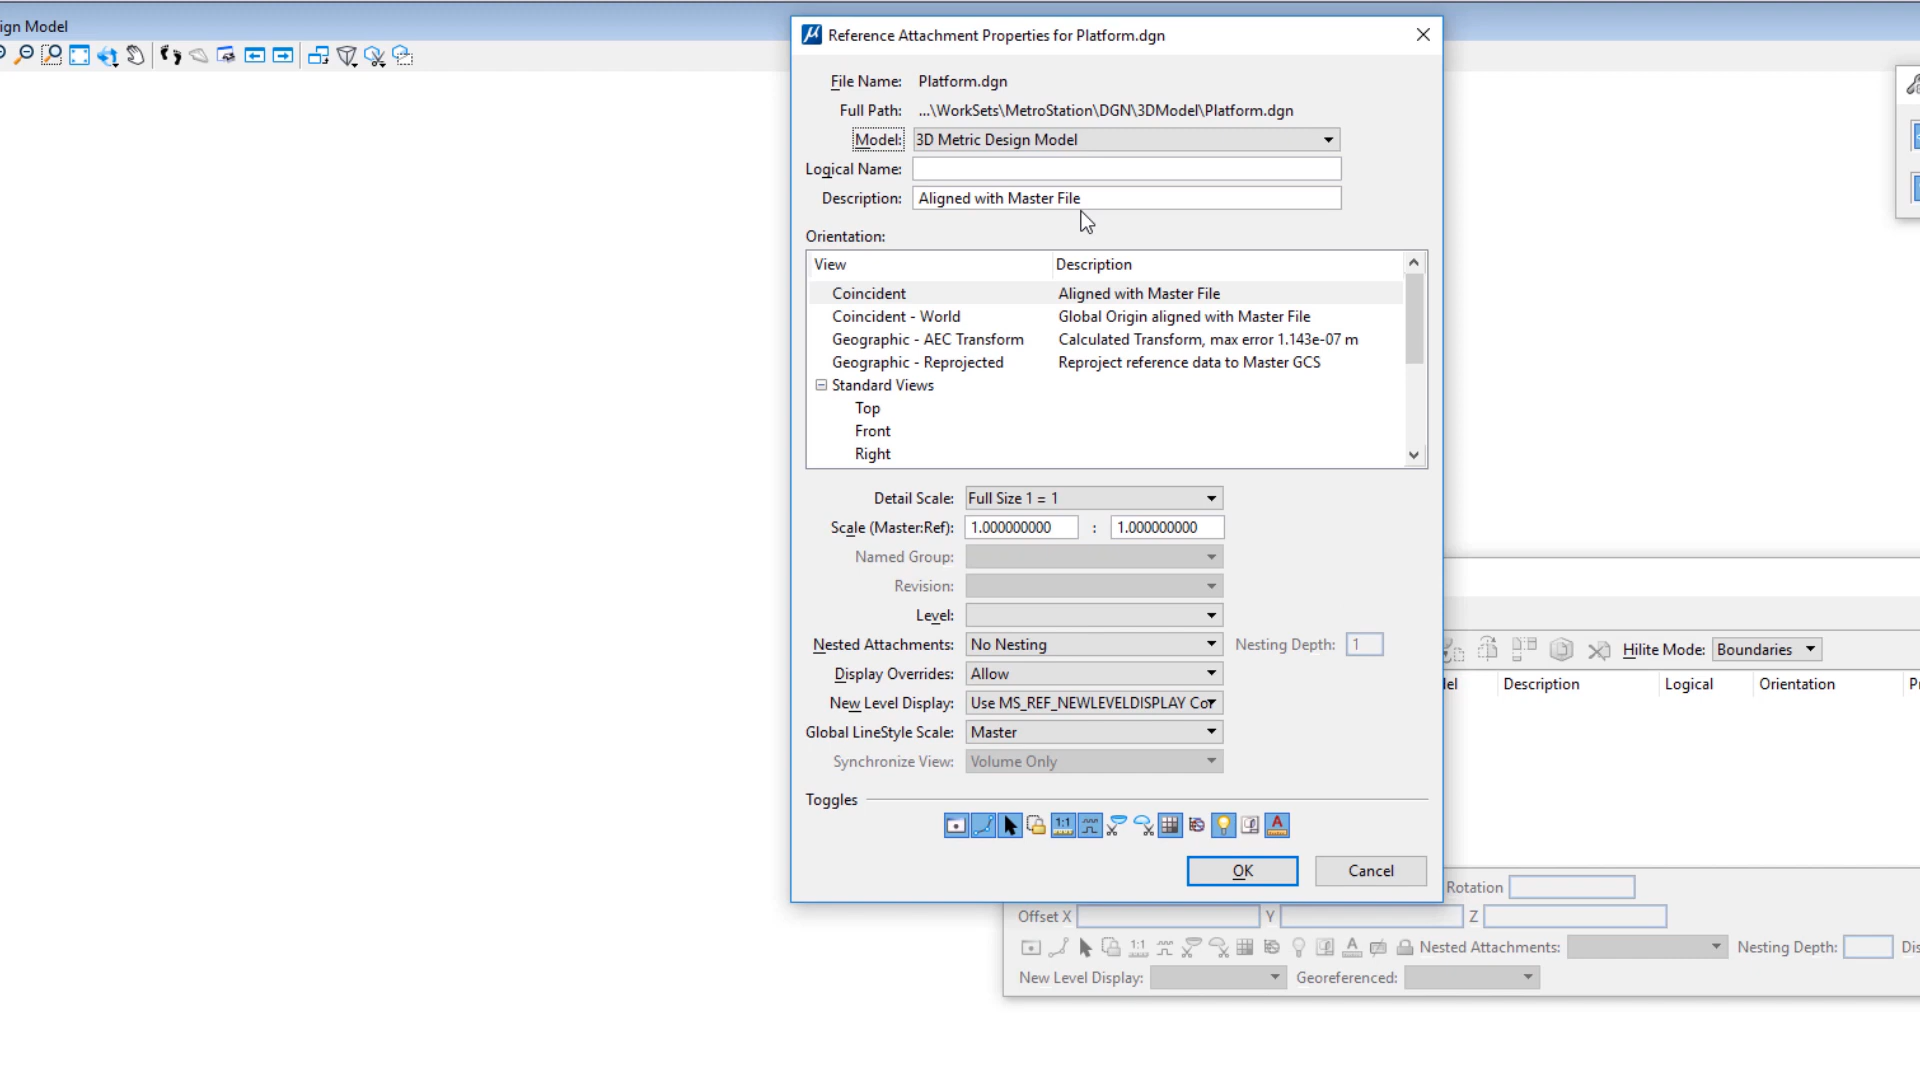 ign Model
Reference Attachment Properties for Platform.dgn
File Name: Platform.dgn
Full Path: ...\WorkSets\MetroStation\DGN\3DModel\Platform.dgn
Model: 3D Metric Design Model
Logical Name:
Description: Aligned with Master File
Orientation:
View Description
Coincident Aligned with Master File
Coincident - World Global Origin aligned with Master File
Geographic - AEC Transform Calculated Transform, max error 1.143e-07 m
Geographic - Reprojected Reproject reference data to Master GCS
Standard Views
Top
Front
Right
Detail Scale: Full Size 1 = 1
Scale (Master:Ref): 1.000000000 : 1.000000000
Named Group:
Revision:
Level:
Nested Attachments: No Nesting Nesting Depth: 1
Hilite Mode: Boundaries
Display Overrides: Allow
Description Logical Orientation
New Level Display: Use MS_REF_NEWLEVELDISPLAY Co
Global LineStyle Scale: Master
Synchronize View: Volume Only
Toggles
1:1
OK Cancel
Rotation
Offset X Y Z
1:1 Nested Attachments: Nesting Depth: Dis
New Level Display: Georeferenced: